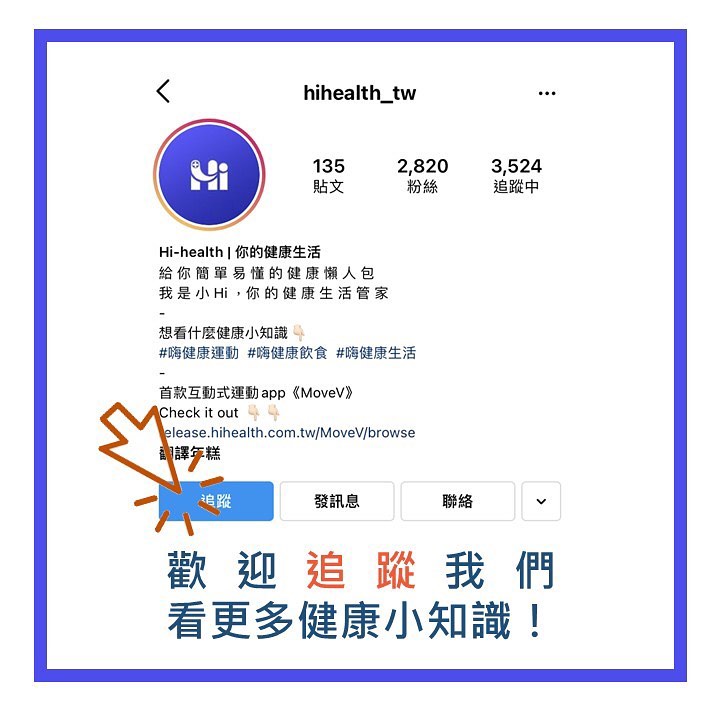 hihealth_tw
Hi
135 2,820 3,524
貼文 粉絲 追蹤中
Hi-health | 你的健康生活
給你簡單易懂的健康懶人包
我是小Hi，你的健康生活管家
-
想看什麼健康小知識👇🏻
#嗨健康運動 #嗨健康飲食 #嗨健康生活
-
首款互動式運動app《MoveV》
Check it out 👇🏻 👇🏻
elease.hihealth.com.tw/MoveV/browse
翻譯年糕
追蹤 發訊息 聯絡
歡迎追蹤我們
看更多健康小知識！